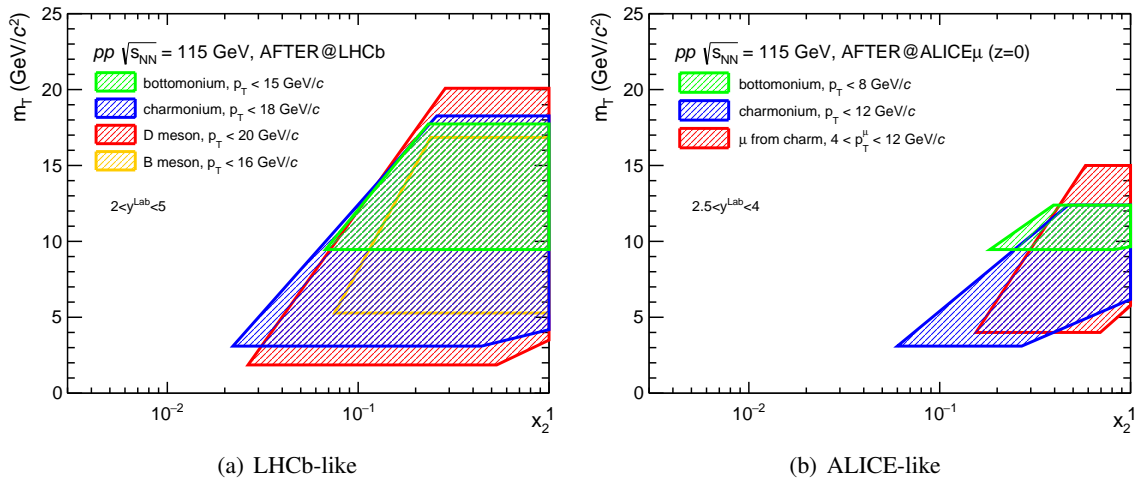 m_T (GeV/c²)
25
20
15
10
5
0
pp √s_NN = 115 GeV, AFTER@LHCb
bottomonium, p_T < 15 GeV/c
charmonium, p_T < 18 GeV/c
D meson, p_T < 20 GeV/c
B meson, p_T < 16 GeV/c
2<y^Lab<5
10⁻²
10⁻¹
1
x₂
(a) LHCb-like
m_T (GeV/c²)
25
20
15
10
5
0
pp √s_NN = 115 GeV, AFTER@ALICEμ (z=0)
bottomonium, p_T < 8 GeV/c
charmonium, p_T < 12 GeV/c
μ from charm, 4 < p_T^μ < 12 GeV/c
2.5<y^Lab<4
10⁻²
10⁻¹
1
x₂
(b) ALICE-like